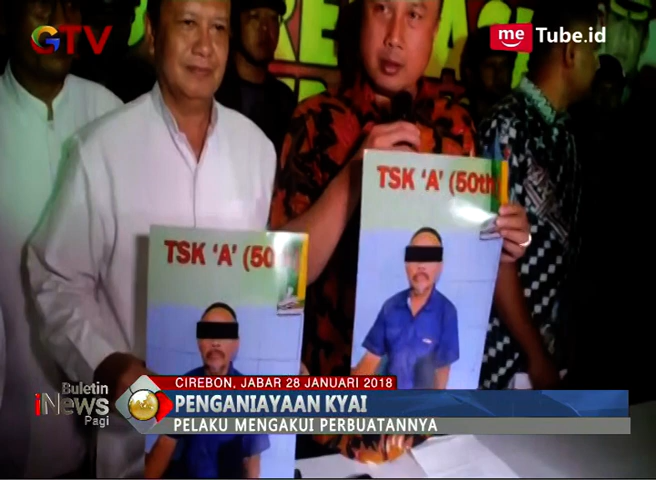 GTV
me Tube.id
TSK 'A' (50th
TSK 'A' (50
CIREBON, JABAR 28 JANUARI 2018
Buletin
iNews
Pagi
PENGANIAYAAN KYAI
PELAKU MENGAKUI PERBUATANNYA